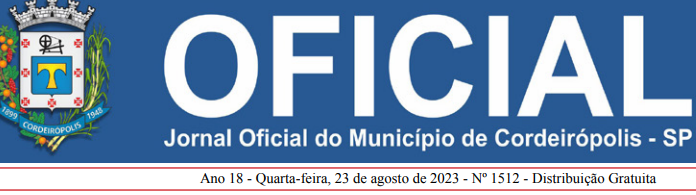 OFICIAL
Jornal Oficial do Município de Cordeirópolis - SP
1899 CORDEIRÓPOLIS 1948
Ano 18 - Quarta-feira, 23 de agosto de 2023 - Nº 1512 - Distribuição Gratuita